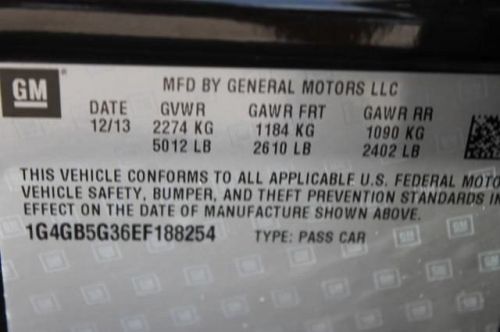 GM
MFD BY GENERAL MOTORS LLC
DATE GVWR GAWR FRT GAWR RR
12/13 2274 KG 1184 KG 1090 KG
5012 LB 2610 LB 2402 LB
THIS VEHICLE CONFORMS TO ALL APPLICABLE U.S. FEDERAL MOTO
VEHICLE SAFETY, BUMPER, AND THEFT PREVENTION STANDARDS I
EFFECT ON THE DATE OF MANUFACTURE SHOWN ABOVE.
1G4GB5G36EF188254 TYPE: PASS CAR